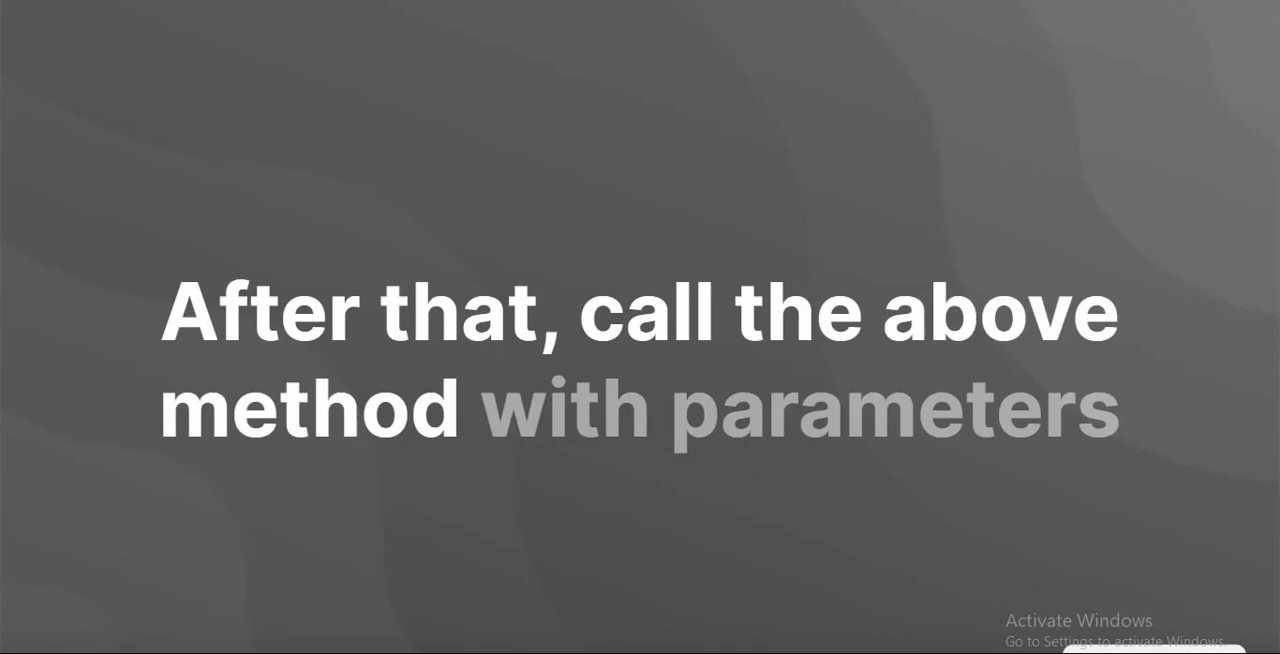 After that, call the above
method with parameters
Activate Windows
Go to Settings to activate Windows.